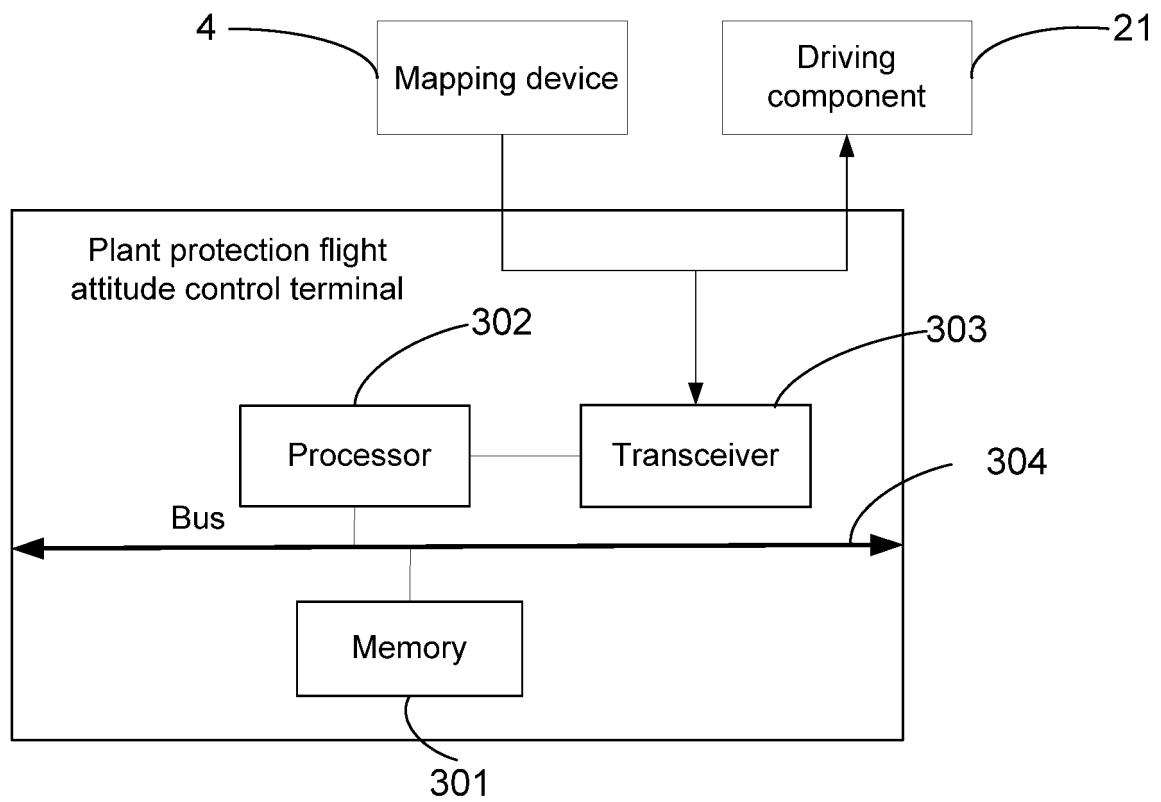 4
21
Mapping device
Driving
component
Plant protection flight
attitude control terminal
302
303
Processor
Transceiver
304
Bus
Memory
301